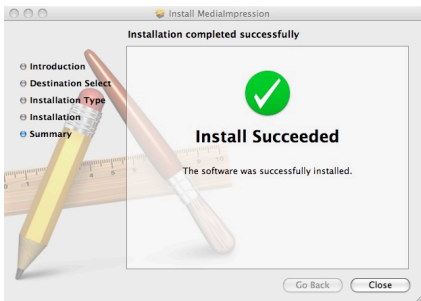 Install MediaImpression
Installation completed successfully
Introduction
Destination Select
Installation Type
Installation
Summary
Install Succeeded
The software was successfully installed.
Go Back
Close